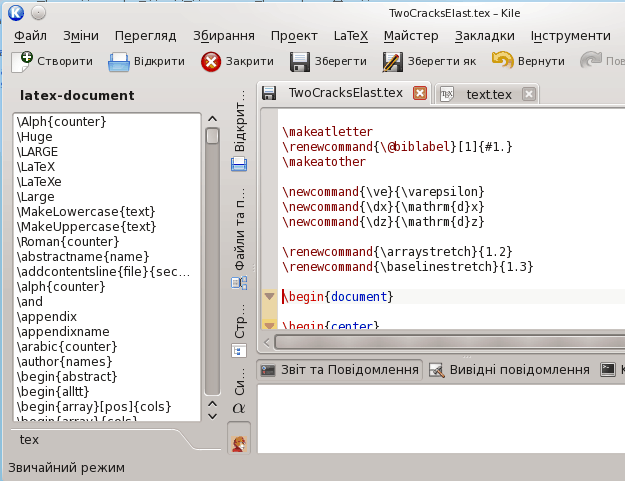 TwoCracksElast.tex – Kile
Файл Зміни Перегляд Збирання Проект LaTeX Майстер Закладки Інструменти
Створити Відкрити Закрити Зберегти Зберегти як Вернути
latex-document
\Alph{counter}
\Huge
\LARGE
\LaTeX
\LaTeXe
\Large
\MakeLowercase{text}
\MakeUppercase{text}
\Roman{counter}
\abstractname{name}
\addcontentsline{file}{sec...
\alph{counter}
\and
\appendix
\appendixname
\arabic{counter}
\author{names}
\begin{abstract}
\begin{alltt}
\begin{array}[pos]{cols}
\begin{array}{cols}
tex
Відкрит...
Файли та п...
Стр...
Си...
TwoCracksElast.tex text.tex
\makeatletter
\renewcommand{\@biblabel}[1]{#1.}
\makeatother
\newcommand{\ve}{\varepsilon}
\newcommand{\dx}{\mathrm{d}x}
\newcommand{\dz}{\mathrm{d}z}
\renewcommand{\arraystretch}{1.2}
\renewcommand{\baselinestretch}{1.3}
\begin{document}
\begin{center}
Звіт та Повідомлення Вивідні повідомлення
Звичайний режим